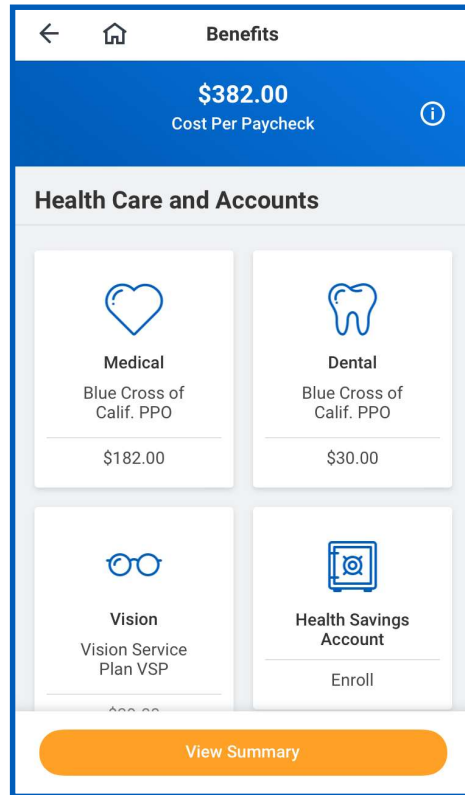 Benefits
$382.00
Cost Per Paycheck
Health Care and Accounts
Medical
Blue Cross of
Calif. PPO
$182.00
Dental
Blue Cross of
Calif. PPO
$30.00
Vision
Vision Service
Plan VSP
Health Savings
Account
Enroll
View Summary